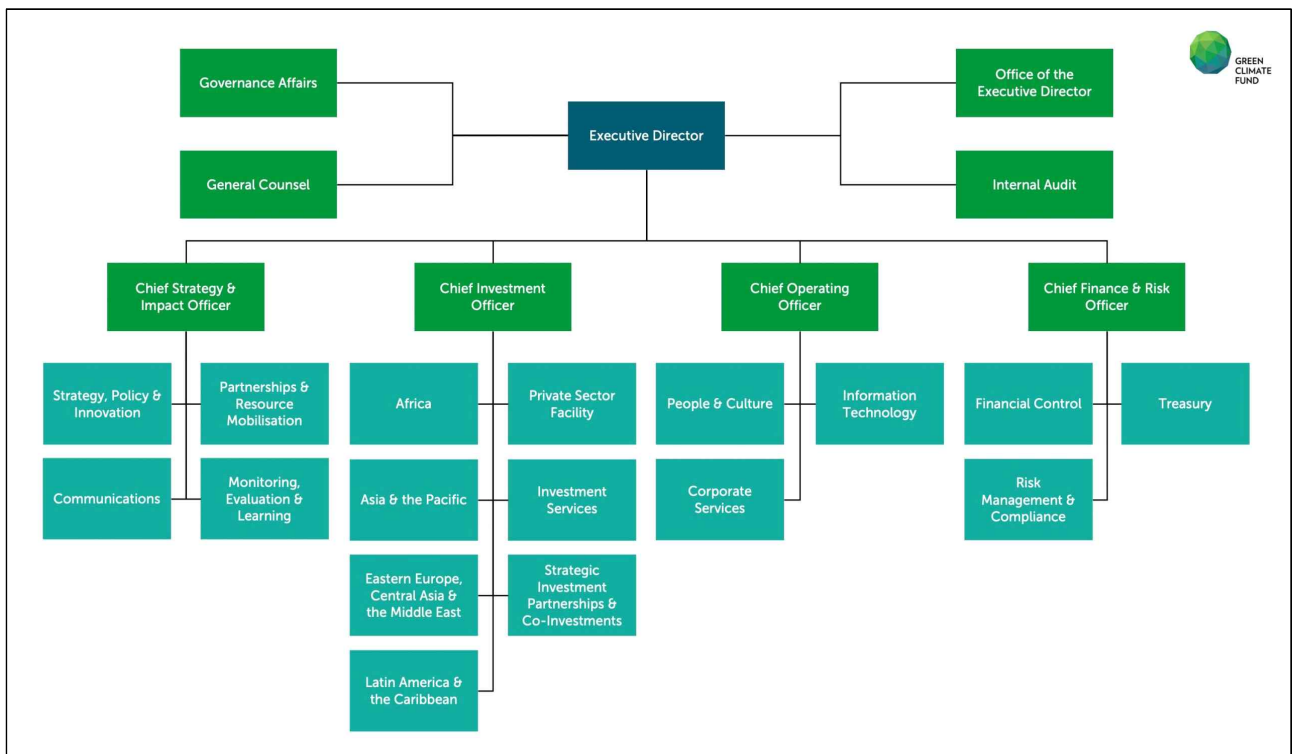 GREEN
CLIMATE
FUND
Governance Affairs
Office of the
Executive Director
Executive Director
General Counsel
Internal Audit
Chief Strategy &
Impact Officer
Chief Investment
Officer
Chief Operating
Officer
Chief Finance & Risk
Officer
Strategy, Policy &
Innovation
Partnerships &
Resource
Mobilisation
Africa
Private Sector
Facility
People & Culture
Information
Technology
Financial Control
Treasury
Communications
Monitoring,
Evaluation &
Learning
Asia & the Pacific
Investment
Services
Corporate
Services
Risk
Management &
Compliance
Eastern Europe,
Central Asia &
the Middle East
Strategic
Investment
Partnerships &
Co-Investments
Latin America &
the Caribbean